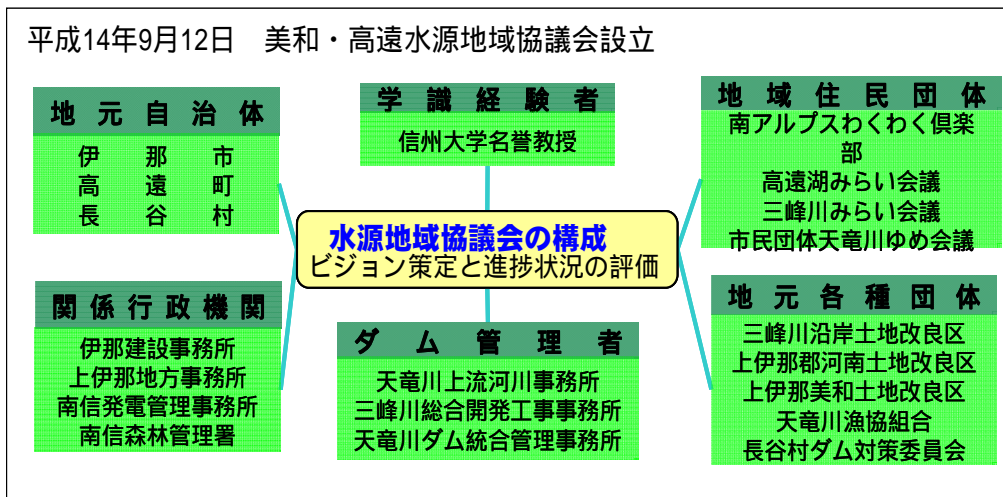 平成14年9月12日　美和・高遠水源地域協議会設立
地元自治体
伊那市
高遠町
長谷村
学識経験者
信州大学名誉教授
地域住民団体
南アルプスわくわく倶楽
部
高遠湖みらい会議
三峰川みらい会議
市民団体天竜川ゆめ会議
水源地域協議会の構成
ビジョン策定と進捗状況の評価
関係行政機関
伊那建設事務所
上伊那地方事務所
南信発電管理事務所
南信森林管理署
ダム管理者
天竜川上流河川事務所
三峰川総合開発工事事務所
天竜川ダム統合管理事務所
地元各種団体
三峰川沿岸土地改良区
上伊那郡河南土地改良区
上伊那美和土地改良区
天竜川漁協組合
長谷村ダム対策委員会